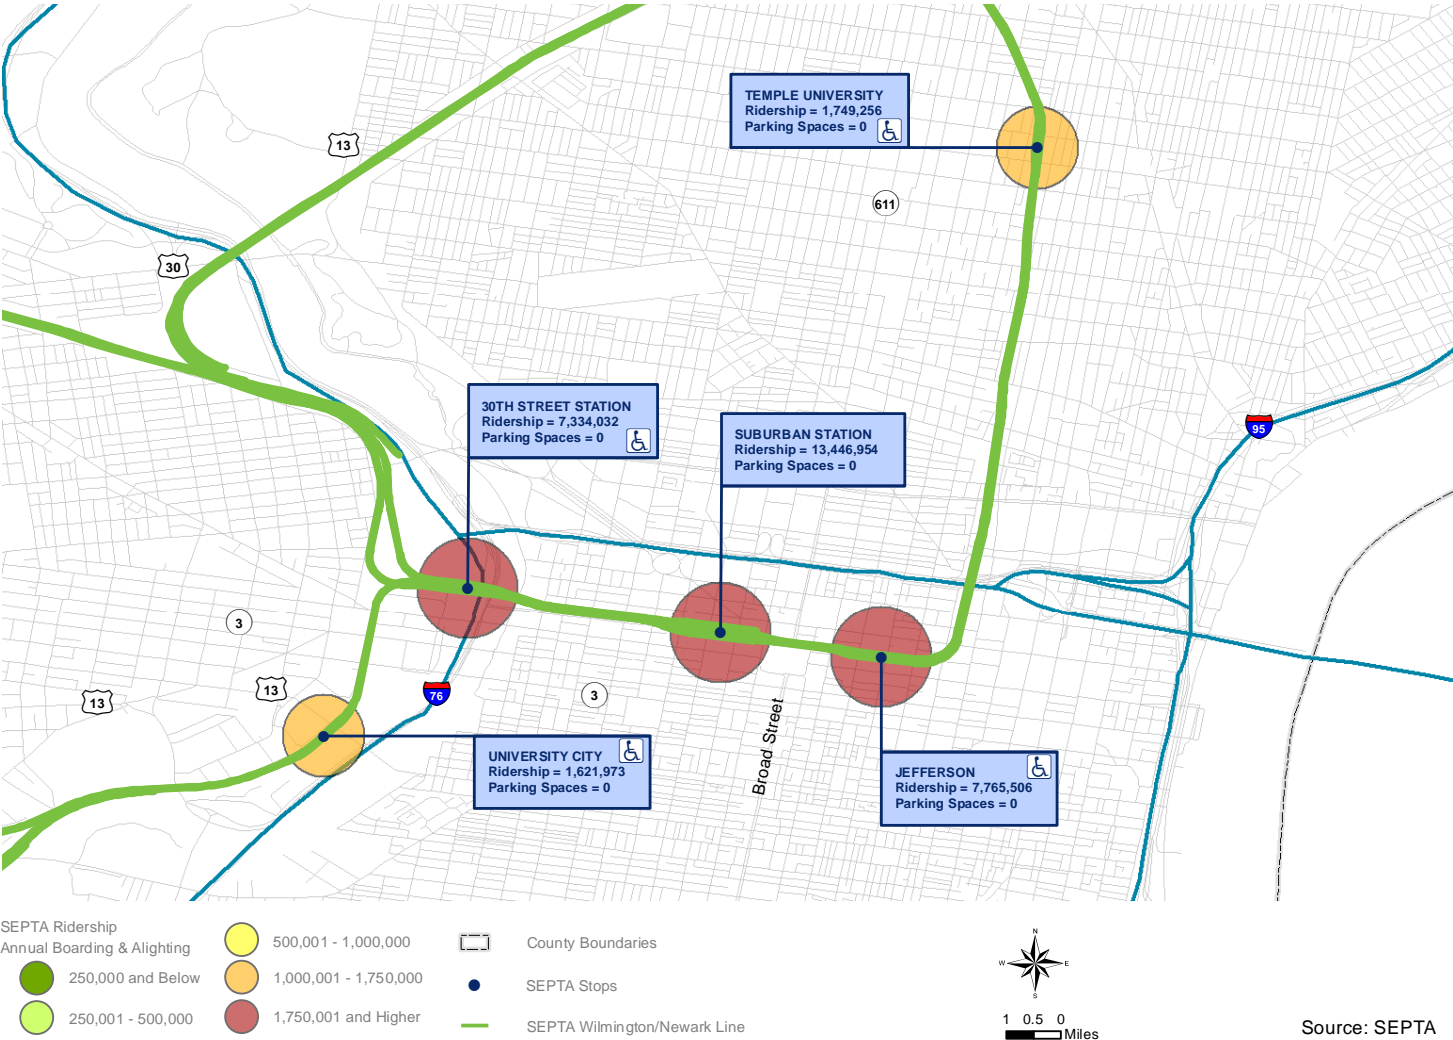 TEMPLE UNIVERSITY
Ridership = 1,749,256
Parking Spaces = 0
13
611
30
30TH STREET STATION
Ridership = 7,334,032
Parking Spaces = 0
SUBURBAN STATION
Ridership = 13,446,954
Parking Spaces = 0
95
3
13
13
76
3
Broad Street
UNIVERSITY CITY
Ridership = 1,621,973
Parking Spaces = 0
JEFFERSON
Ridership = 7,765,506
Parking Spaces = 0
SEPTA Ridership
Annual Boarding & Alighting
250,000 and Below
250,001 - 500,000
500,001 - 1,000,000
1,000,001 - 1,750,000
1,750,001 and Higher
County Boundaries
SEPTA Stops
SEPTA Wilmington/Newark Line
N
W E
S
1 0.5 0
Miles
Source: SEPTA